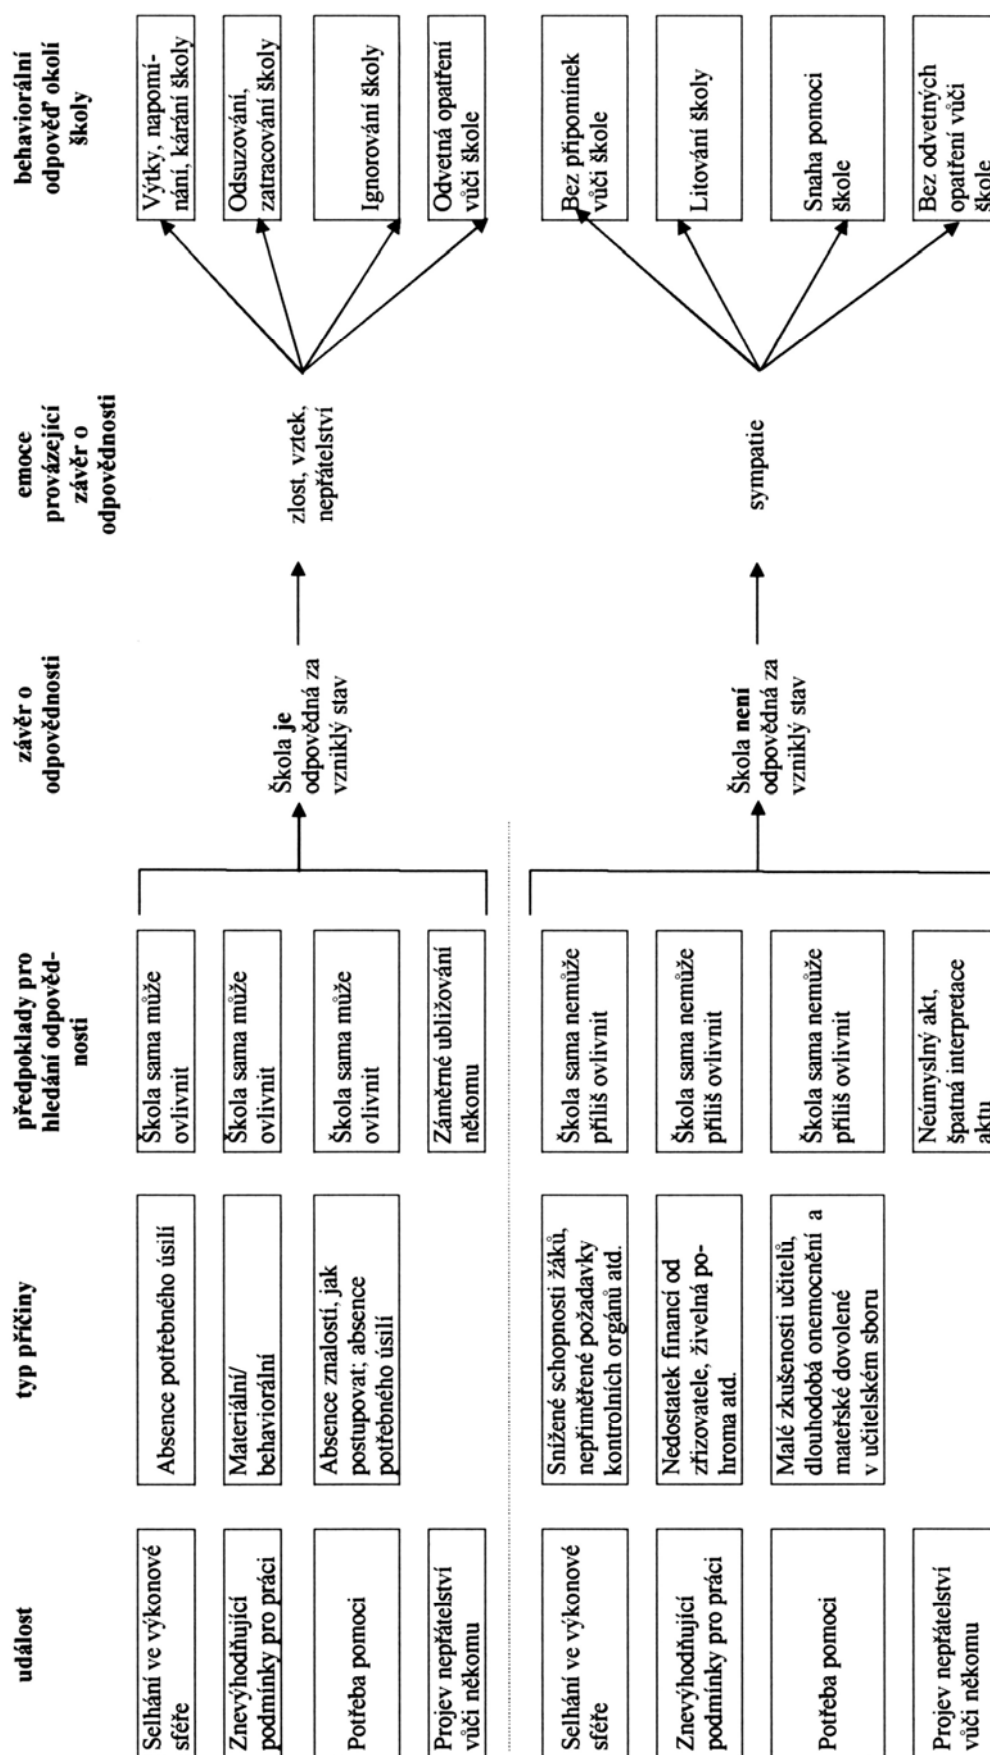 událost
typ příčiny
předpoklady pro
hledání odpověd-
nosti
závěr o
odpovědnosti
emoce
provázející
závěr o
odpovědnosti
behaviorální
odpověď okolí
školy
Selhání ve výkonové
sféře
Absence potřebného úsilí
Škola sama může
ovlivnit
Výtky, napomí-
nání, kárání školy
Znevýhodňující
podmínky pro práci
Materiální/
behaviorální
Škola sama může
ovlivnit
Odsuzování,
zatracování školy
Potřeba pomoci
Absence znalostí, jak
postupovat; absence
potřebného úsilí
Škola sama může
ovlivnit
Ignorování školy
Projev nepřátelství
vůči někomu
Záměrné ubližování
někomu
Odvetná opatření
vůči škole
Škola je
odpovědná za
vzniklý stav
zlost, vztek,
nepřátelství
Selhání ve výkonové
sféře
Snížené schopnosti žáků,
nepřiměřené požadavky
kontrolních orgánů atd.
Škola sama nemůže
příliš ovlivnit
Bez připomínek
vůči škole
Znevýhodňující
podmínky pro práci
Nedostatek financí od
zřizovatele, živelná po-
hroma atd.
Škola sama nemůže
příliš ovlivnit
Litování školy
Potřeba pomoci
Malé zkušenosti učitelů,
dlouhodobá onemocnění a
mateřské dovolené
v učitelském sboru
Škola sama nemůže
příliš ovlivnit
Snaha pomoci
škole
Projev nepřátelství
vůči někomu
Neúmyslný akt,
špatná interpretace
aktu
Bez odvetných
opatření vůči
škole
Škola není
odpovědná za
vzniklý stav
sympatie